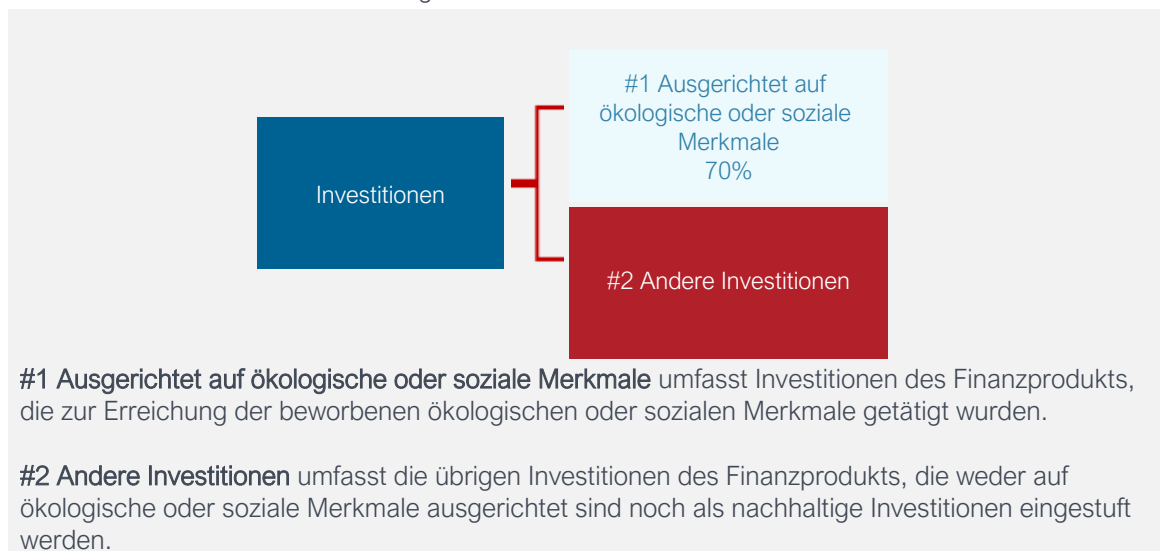 #1 Ausgerichtet auf
ökologische oder soziale
Merkmale
70%
Investitionen
#2 Andere Investitionen
#1 Ausgerichtet auf ökologische oder soziale Merkmale umfasst Investitionen des Finanzprodukts,
die zur Erreichung der beworbenen ökologischen oder sozialen Merkmale getätigt wurden.
#2 Andere Investitionen umfasst die übrigen Investitionen des Finanzprodukts, die weder auf
ökologische oder soziale Merkmale ausgerichtet sind noch als nachhaltige Investitionen eingestuft
werden.